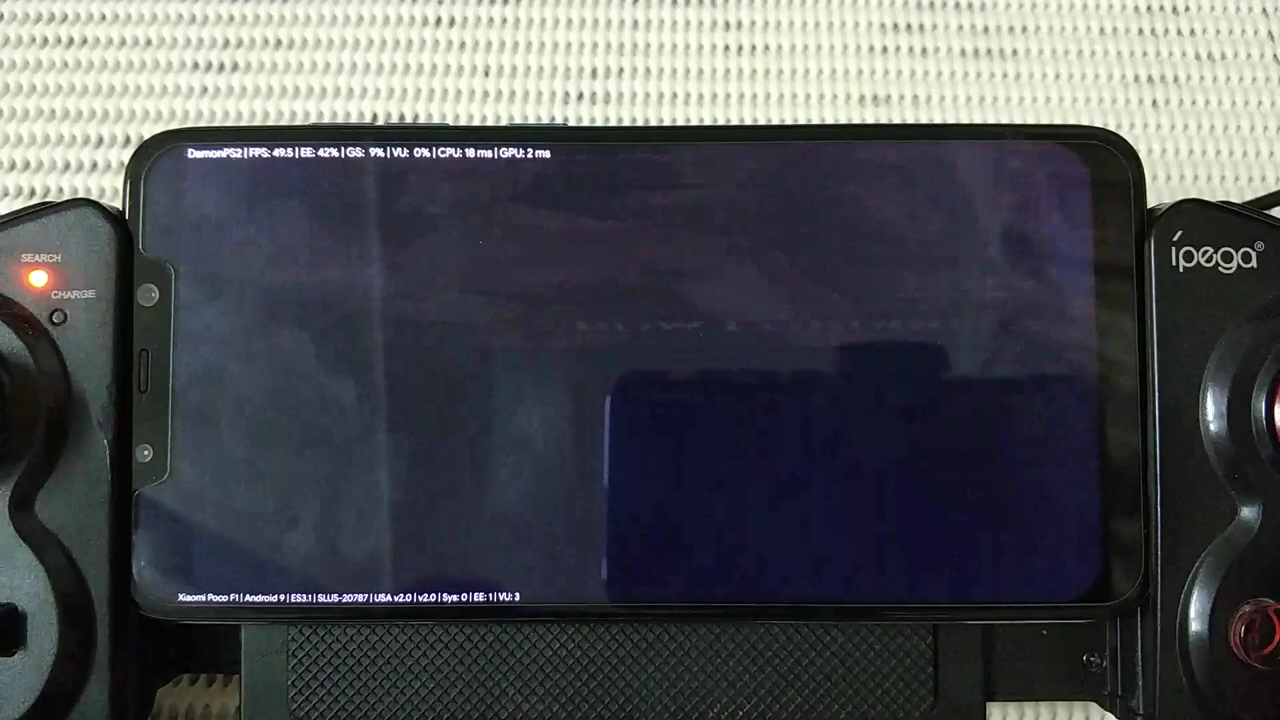 DamonPS2 | FPS: 49.5 | EE: 42% | GS: 9% | VU: 0% | CPU: 18 ms | GPU: 2 ms
SEARCH
CHARGE
ípega®
Xiaomi Poco F1 | Android 9 | ES3.1 | SLUS-20787 | USA v2.0 | v2.0 | Sys: 0 | EE: 1 | VU: 3